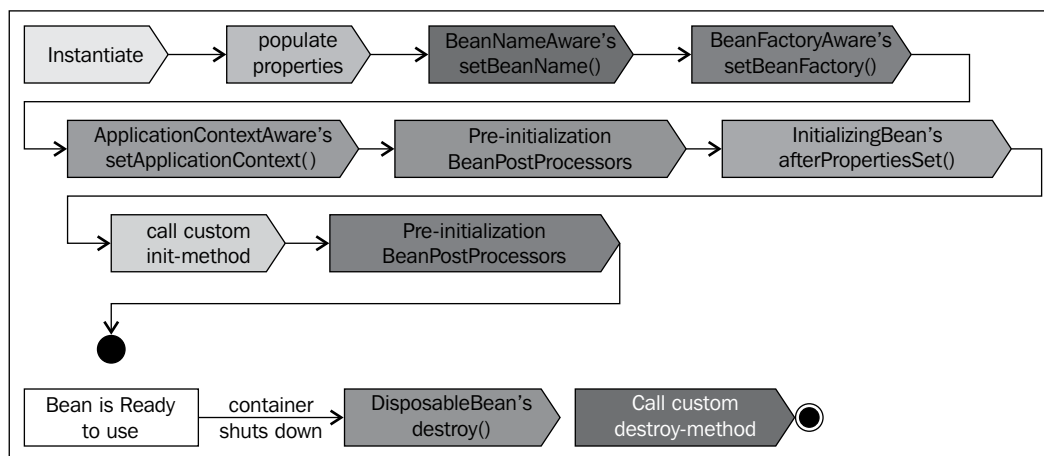 Instantiate
populate
properties
BeanNameAware's
setBeanName()
BeanFactoryAware's
setBeanFactory()
ApplicationContextAware's
setApplicationContext()
Pre-initialization
BeanPostProcessors
InitializingBean's
afterPropertiesSet()
call custom
init-method
Pre-initialization
BeanPostProcessors
Bean is Ready
to use
container
shuts down
DisposableBean's
destroy()
Call custom
destroy-method